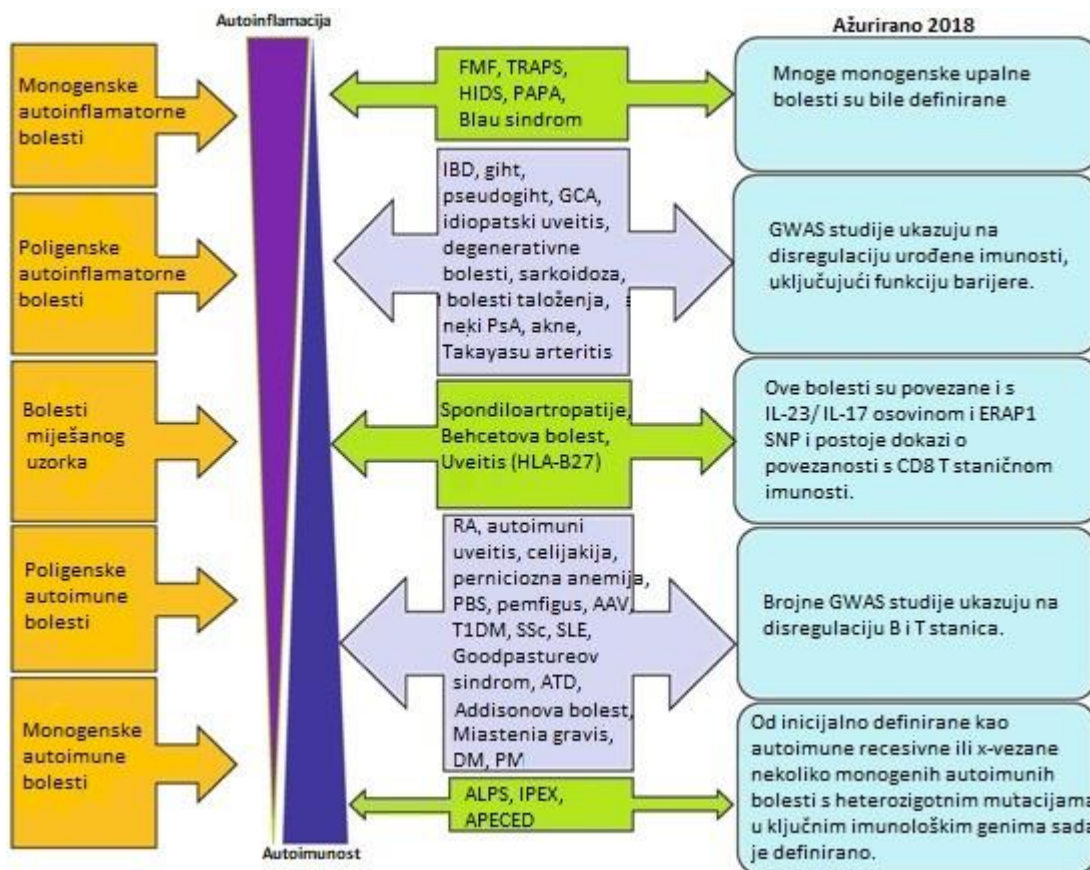 Autoinflamacija
Ažurirano 2018
Monogenske
autoinflamatorne
bolesti
FMF, TRAPS,
HIDS, PAPA,
Blau sindrom
Mnoge monogenske upalne
bolesti su bile definirane
Poligenske
autoinflamatorne
bolesti
IBD, giht,
pseudogiht, GCA,
idiopatski uveitis,
degenerativne
bolesti, sarkoidoza,
bolesti taloženja, s
neki PsA, akne,
Takayasu arteritis
GWAS studije ukazuju na
disregulaciju urođene imunosti,
uključujući funkciju barijere.
Bolesti
miješanog
uzorka
Spondiloartropatije,
Behcetova bolest,
Uveitis (HLA-B27)
Ove bolesti su povezane i s
IL-23/ IL-17 osovinom i ERAP1
SNP i postoje dokazi o
povezanosti s CD8 T staničnom
imunosti.
Poligenske
autoimune
bolesti
RA, autoimuni
uveitis, celijakija,
perniciozna anemija,
PBS, pemfigus, AAV,
T1DM, SSc, SLE,
Goodpastureov
sindrom, ATD,
Addisonova bolest,
Miastenia gravis,
DM, PM
Brojne GWAS studije ukazuju na
disregulaciju B i T stanica.
Monogenske
autoimune
bolesti
ALPS, IPEX,
APECED
Od inicijalno definirane kao
autoimune recesivne ili x-vezane
nekoliko monogenih autoimunih
bolesti s heterozigotnim mutacijama
u ključnim imunološkim genima sada
je definirano.
Autoimunost